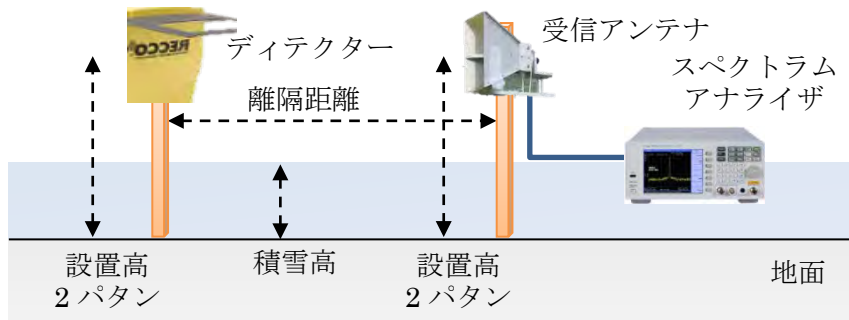 RECCO
ディテクター
受信アンテナ
スペクトラム
アナライザ
離隔距離
設置高
2 パタン
積雪高
設置高
2 パタン
地面